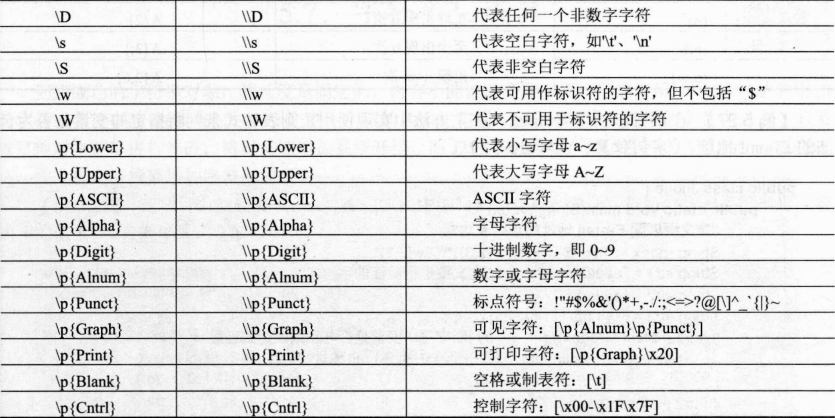 \D \\D 代表任何一个非数字字符
\s \\s 代表空白字符，如'\t'、'\n'
\S \\S 代表非空白字符
\w \\w 代表可用作标识符的字符，但不包括“$”
\W \\W 代表不可用于标识符的字符
\p{Lower} \\p{Lower} 代表小写字母 a~z
\p{Upper} \\p{Upper} 代表大写字母 A~Z
\p{ASCII} \\p{ASCII} ASCII 字符
\p{Alpha} \\p{Alpha} 字母字符
\p{Digit} \\p{Digit} 十进制数字，即 0~9
\p{Alnum} \\p{Alnum} 数字或字母字符
\p{Punct} \\p{Punct} 标点符号：!"#$%&'()*+,-./:;<=>?@[\]^_`{|}~
\p{Graph} \\p{Graph} 可见字符：[\p{Alnum}\p{Punct}]
\p{Print} \\p{Print} 可打印字符：[\p{Graph}\x20]
\p{Blank} \\p{Blank} 空格或制表符：[\t]
\p{Cntrl} \\p{Cntrl} 控制字符：[\x00-\x1F\x7F]